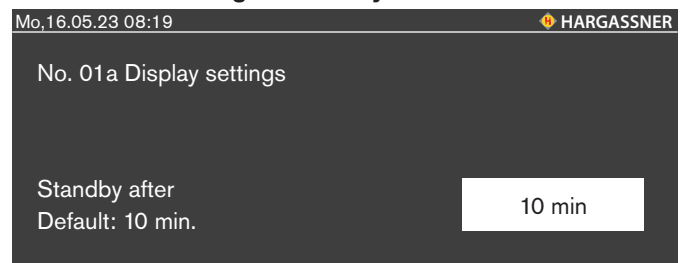 Mo,16.05.23 08:19
HARGASSNER
No. 01a Display settings
Standby after
Default: 10 min.
10 min